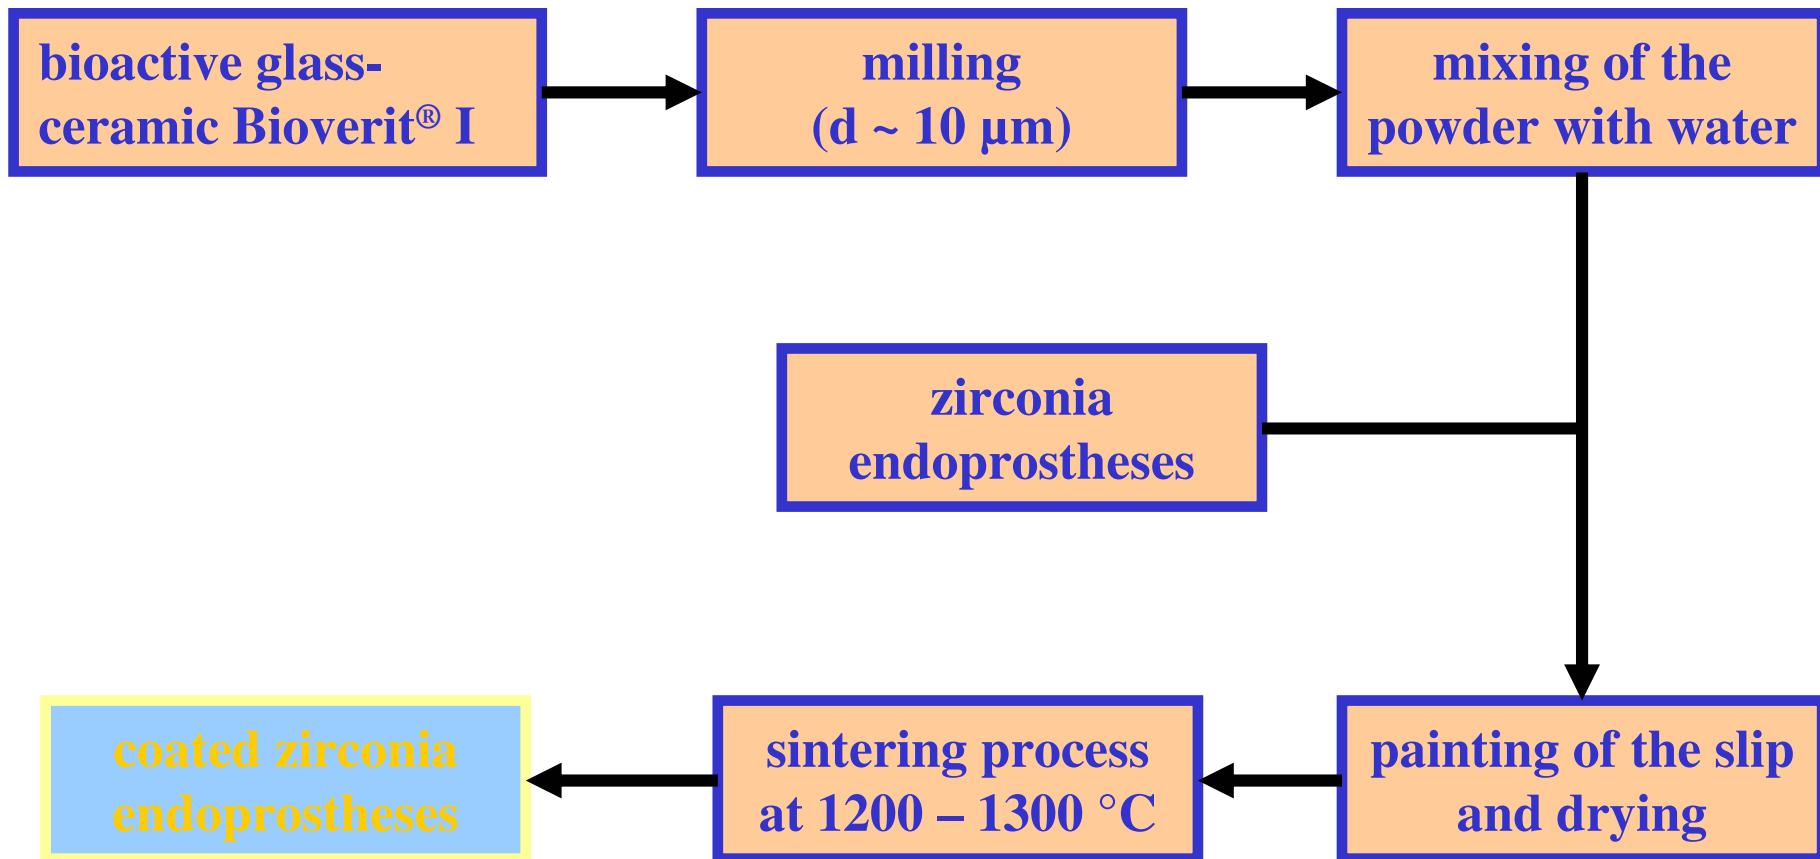 bioactive glass-
ceramic Bioverit® I
milling
(d ~ 10 µm)
mixing of the
powder with water
zirconia
endoprostheses
painting of the slip
and drying
sintering process
at 1200 – 1300 °C
coated zirconia
endoprostheses